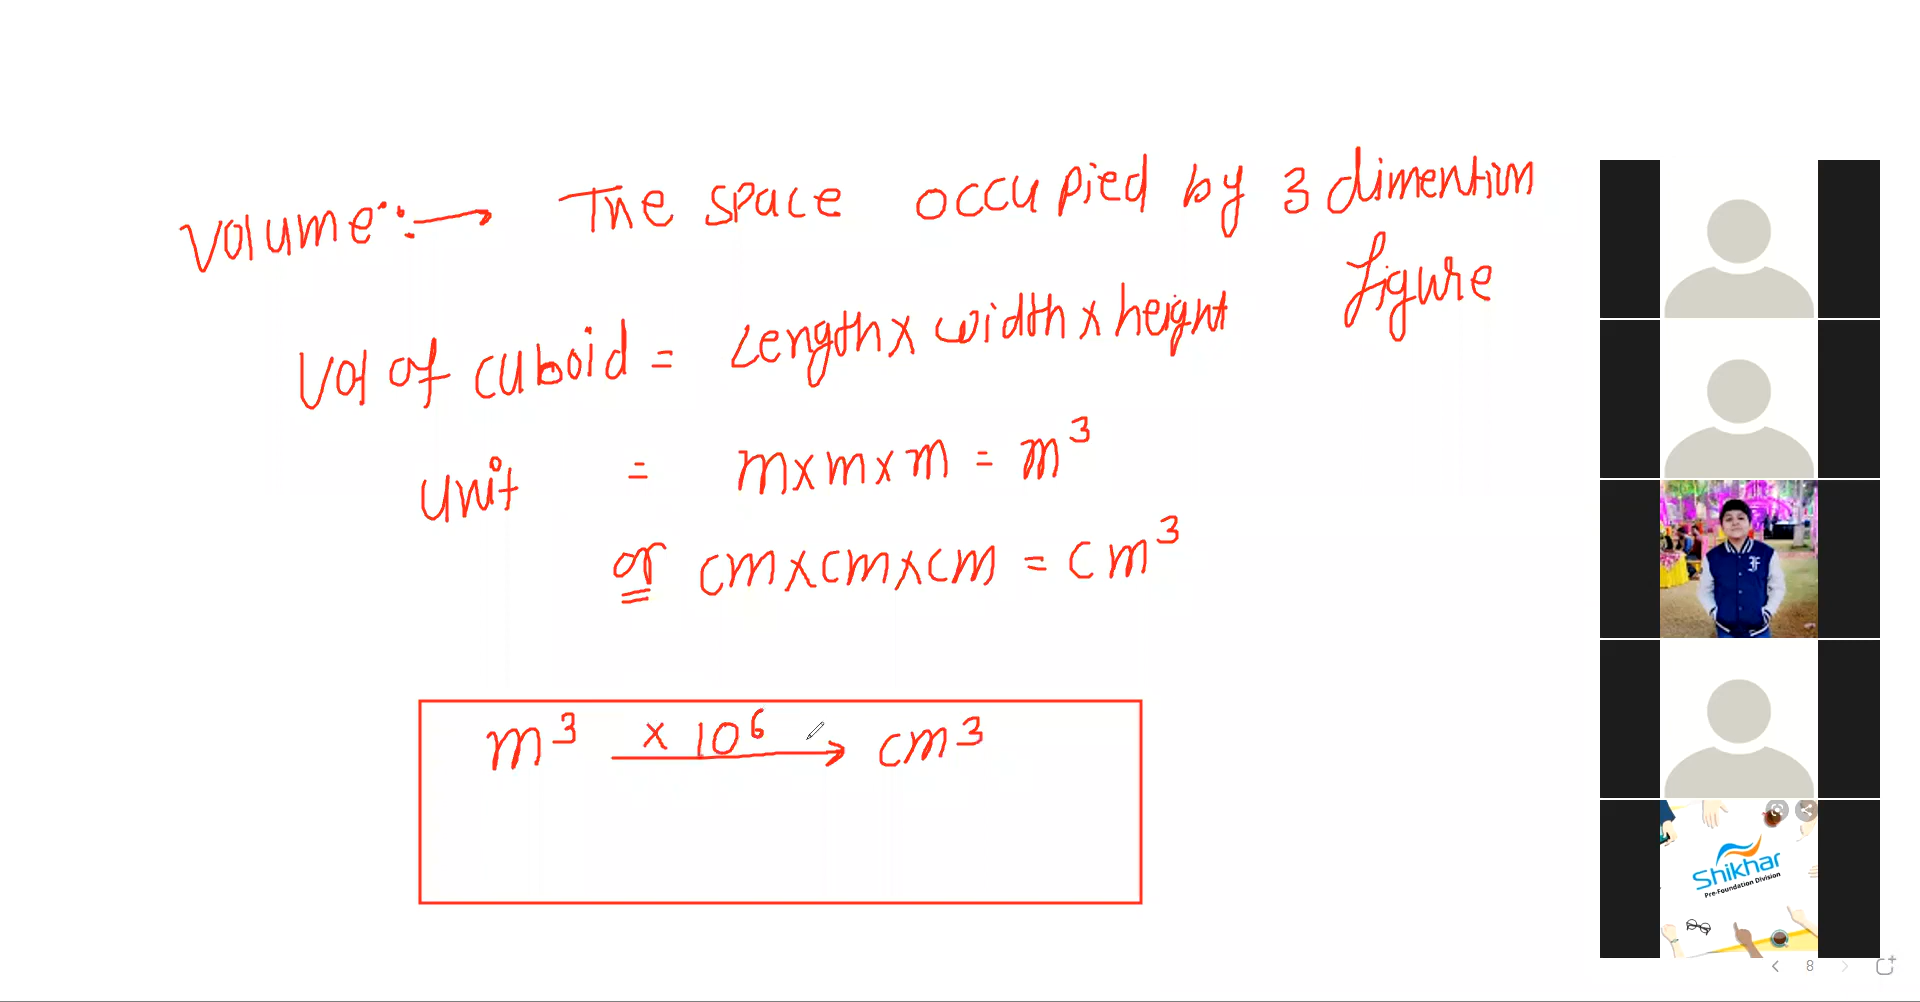 Volume :→ The space occupied by 3 dimention
figure
Vol of cuboid = Length x width x height
unit = m x m x m = m³
or cm x cm x cm = cm³
m³ x 10⁶ → cm³
F
Shikhar
Pre-Foundation Division
8